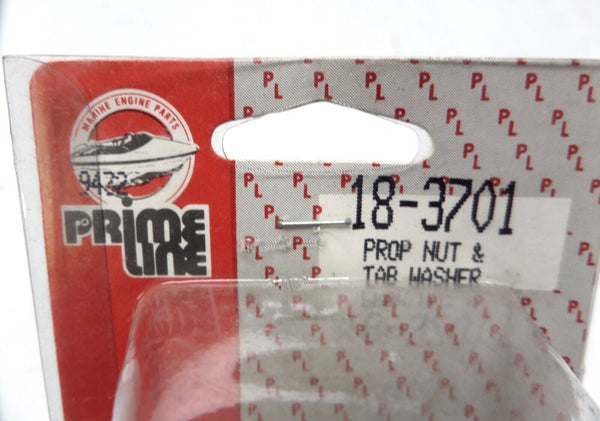 MARINE ENGINE PARTS
PRIME
LINE
18-3701
PROP NUT &
TAB WASHER